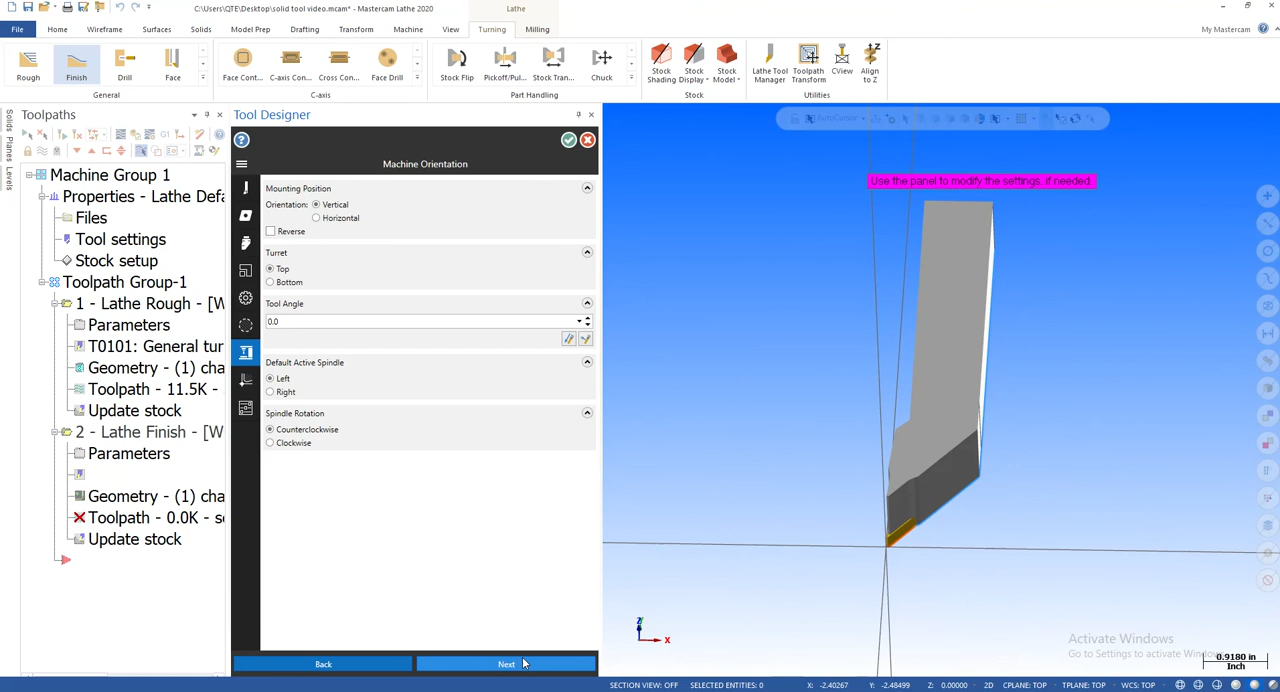 C:\Users\QTE\Desktop\solid tool video.mcam* - Mastercam Lathe 2020
Lathe
File Home Wireframe Surfaces Solids Model Prep Drafting Transform Machine View Turning Milling
My Mastercam
Rough Finish Drill Face Face Cont... C-axis Con... Cross Con... Face Drill Stock Flip Pickoff/Pul... Stock Tran... Chuck
Stock Shading Stock Display Stock Model Lathe Tool Manager Toolpath Transform CView Align to Z
General C-axis Part Handling Stock Utilities
Solids
Planes
Levels
Toolpaths
G1
Machine Group 1
Properties - Lathe Defa
Files
Tool settings
Stock setup
Toolpath Group-1
1 - Lathe Rough - [W
Parameters
T0101: General tur
Geometry - (1) cha
Toolpath - 11.5K -
Update stock
2 - Lathe Finish - [W
Parameters
Geometry - (1) cha
Toolpath - 0.0K - s
Update stock
Tool Designer
Machine Orientation
Mounting Position
Orientation: Vertical
Horizontal
Reverse
Turret
Top
Bottom
Tool Angle
0.0
Default Active Spindle
Left
Right
Spindle Rotation
Counterclockwise
Clockwise
Back Next
AutoCursor
Use the panel to modify the settings, if needed.
Z
X
Activate Windows
Go to Settings to activate Windows
0.9180 in
Inch
SECTION VIEW: OFF SELECTED ENTITIES: 0 X: -2.40267 Y: -2.48499 Z: 0.00000 2D CPLANE: TOP TPLANE: TOP WCS: TOP